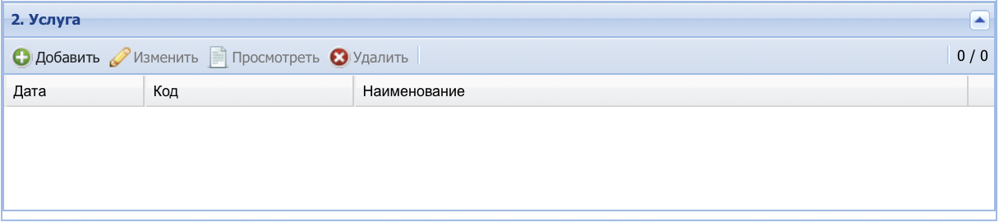 2. Услуга
Добавить Изменить Просмотреть Удалить 0 / 0
Дата Код Наименование